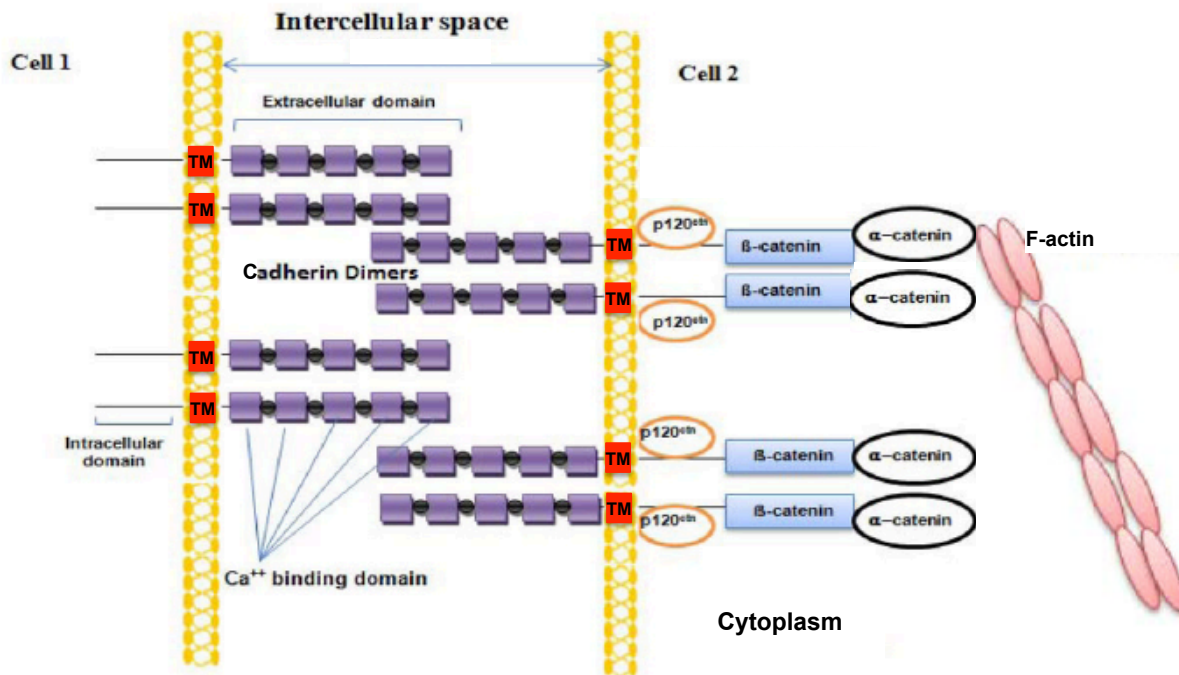 Intercellular space
Cell 1
Cell 2
Extracellular domain
TM
TM
p120ctn
TM
ß-catenin
α-catenin
F-actin
Cadherin Dimers
TM
ß-catenin
α-catenin
p120ctn
TM
TM
p120ctn
Intracellular
domain
TM
ß-catenin
α-catenin
TM
p120ctn
ß-catenin
α-catenin
Ca++ binding domain
Cytoplasm